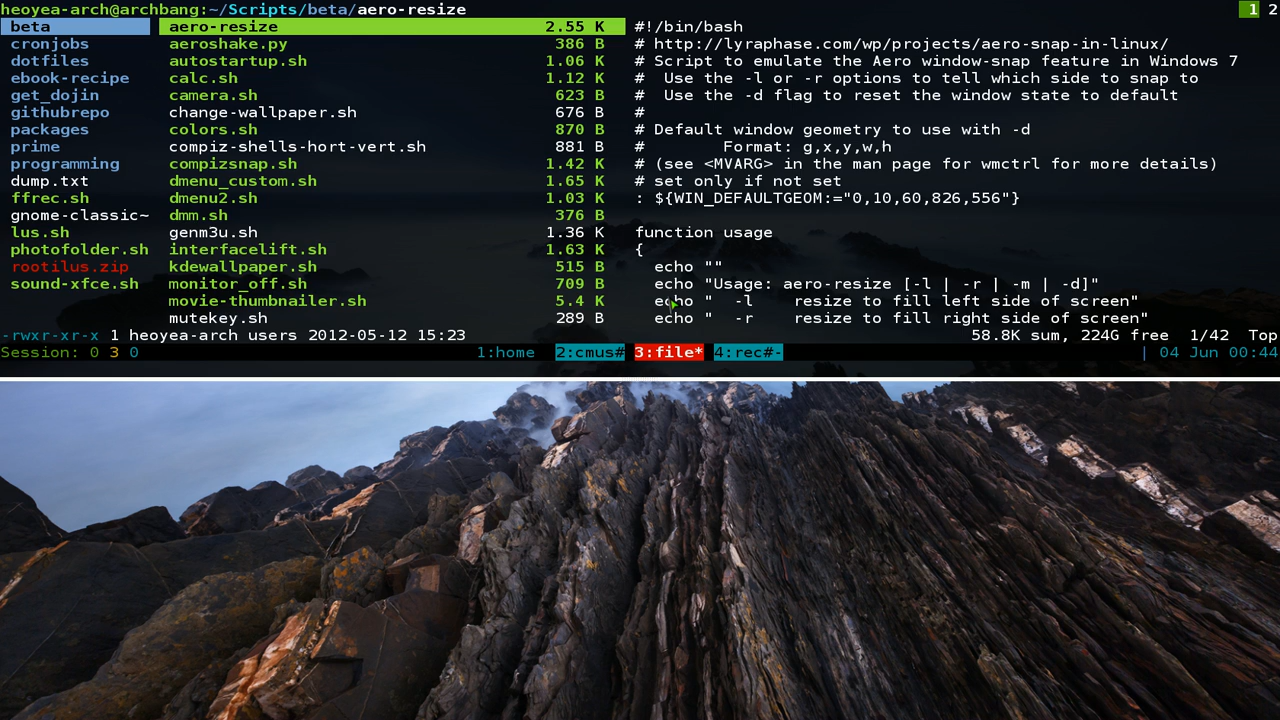 heoyea-arch@archbang:~/Scripts/beta/aero-resize 1 2
beta aero-resize 2.55 K #!/bin/bash
cronjobs aeroshake.py 386 B # http://lyraphase.com/wp/projects/aero-snap-in-linux/
dotfiles autostartup.sh 1.06 K # Script to emulate the Aero window-snap feature in Windows 7
ebook-recipe calc.sh 1.12 K #  Use the -l or -r options to tell which side to snap to
get_dojin camera.sh 623 B #  Use the -d flag to reset the window state to default
githubrepo change-wallpaper.sh 676 B #
packages colors.sh 870 B # Default window geometry to use with -d
prime compiz-shells-hort-vert.sh 881 B #        Format: g,x,y,w,h
programming compizsnap.sh 1.42 K # (see <MVARG> in the man page for wmctrl for more details)
dump.txt dmenu_custom.sh 1.65 K # set only if not set
ffrec.sh dmenu2.sh 1.03 K : ${WIN_DEFAULTGEOM:="0,10,60,826,556"}
gnome-classic~ dmm.sh 376 B
lus.sh genm3u.sh 1.36 K function usage
photofolder.sh interfacelift.sh 1.63 K {
rootilus.zip kdewallpaper.sh 515 B   echo ""
sound-xfce.sh monitor_off.sh 709 B   echo "Usage: aero-resize [-l | -r | -m | -d]"
movie-thumbnailer.sh 5.4 K   echo "  -l    resize to fill left side of screen"
mutekey.sh 289 B   echo "  -r    resize to fill right side of screen"
-rwxr-xr-x 1 heoyea-arch users 2012-05-12 15:23 58.8K sum, 224G free  1/42  Top
Session: 0 3 0 1:home 2:cmus# 3:file* 4:rec#- | 04 Jun 00:44